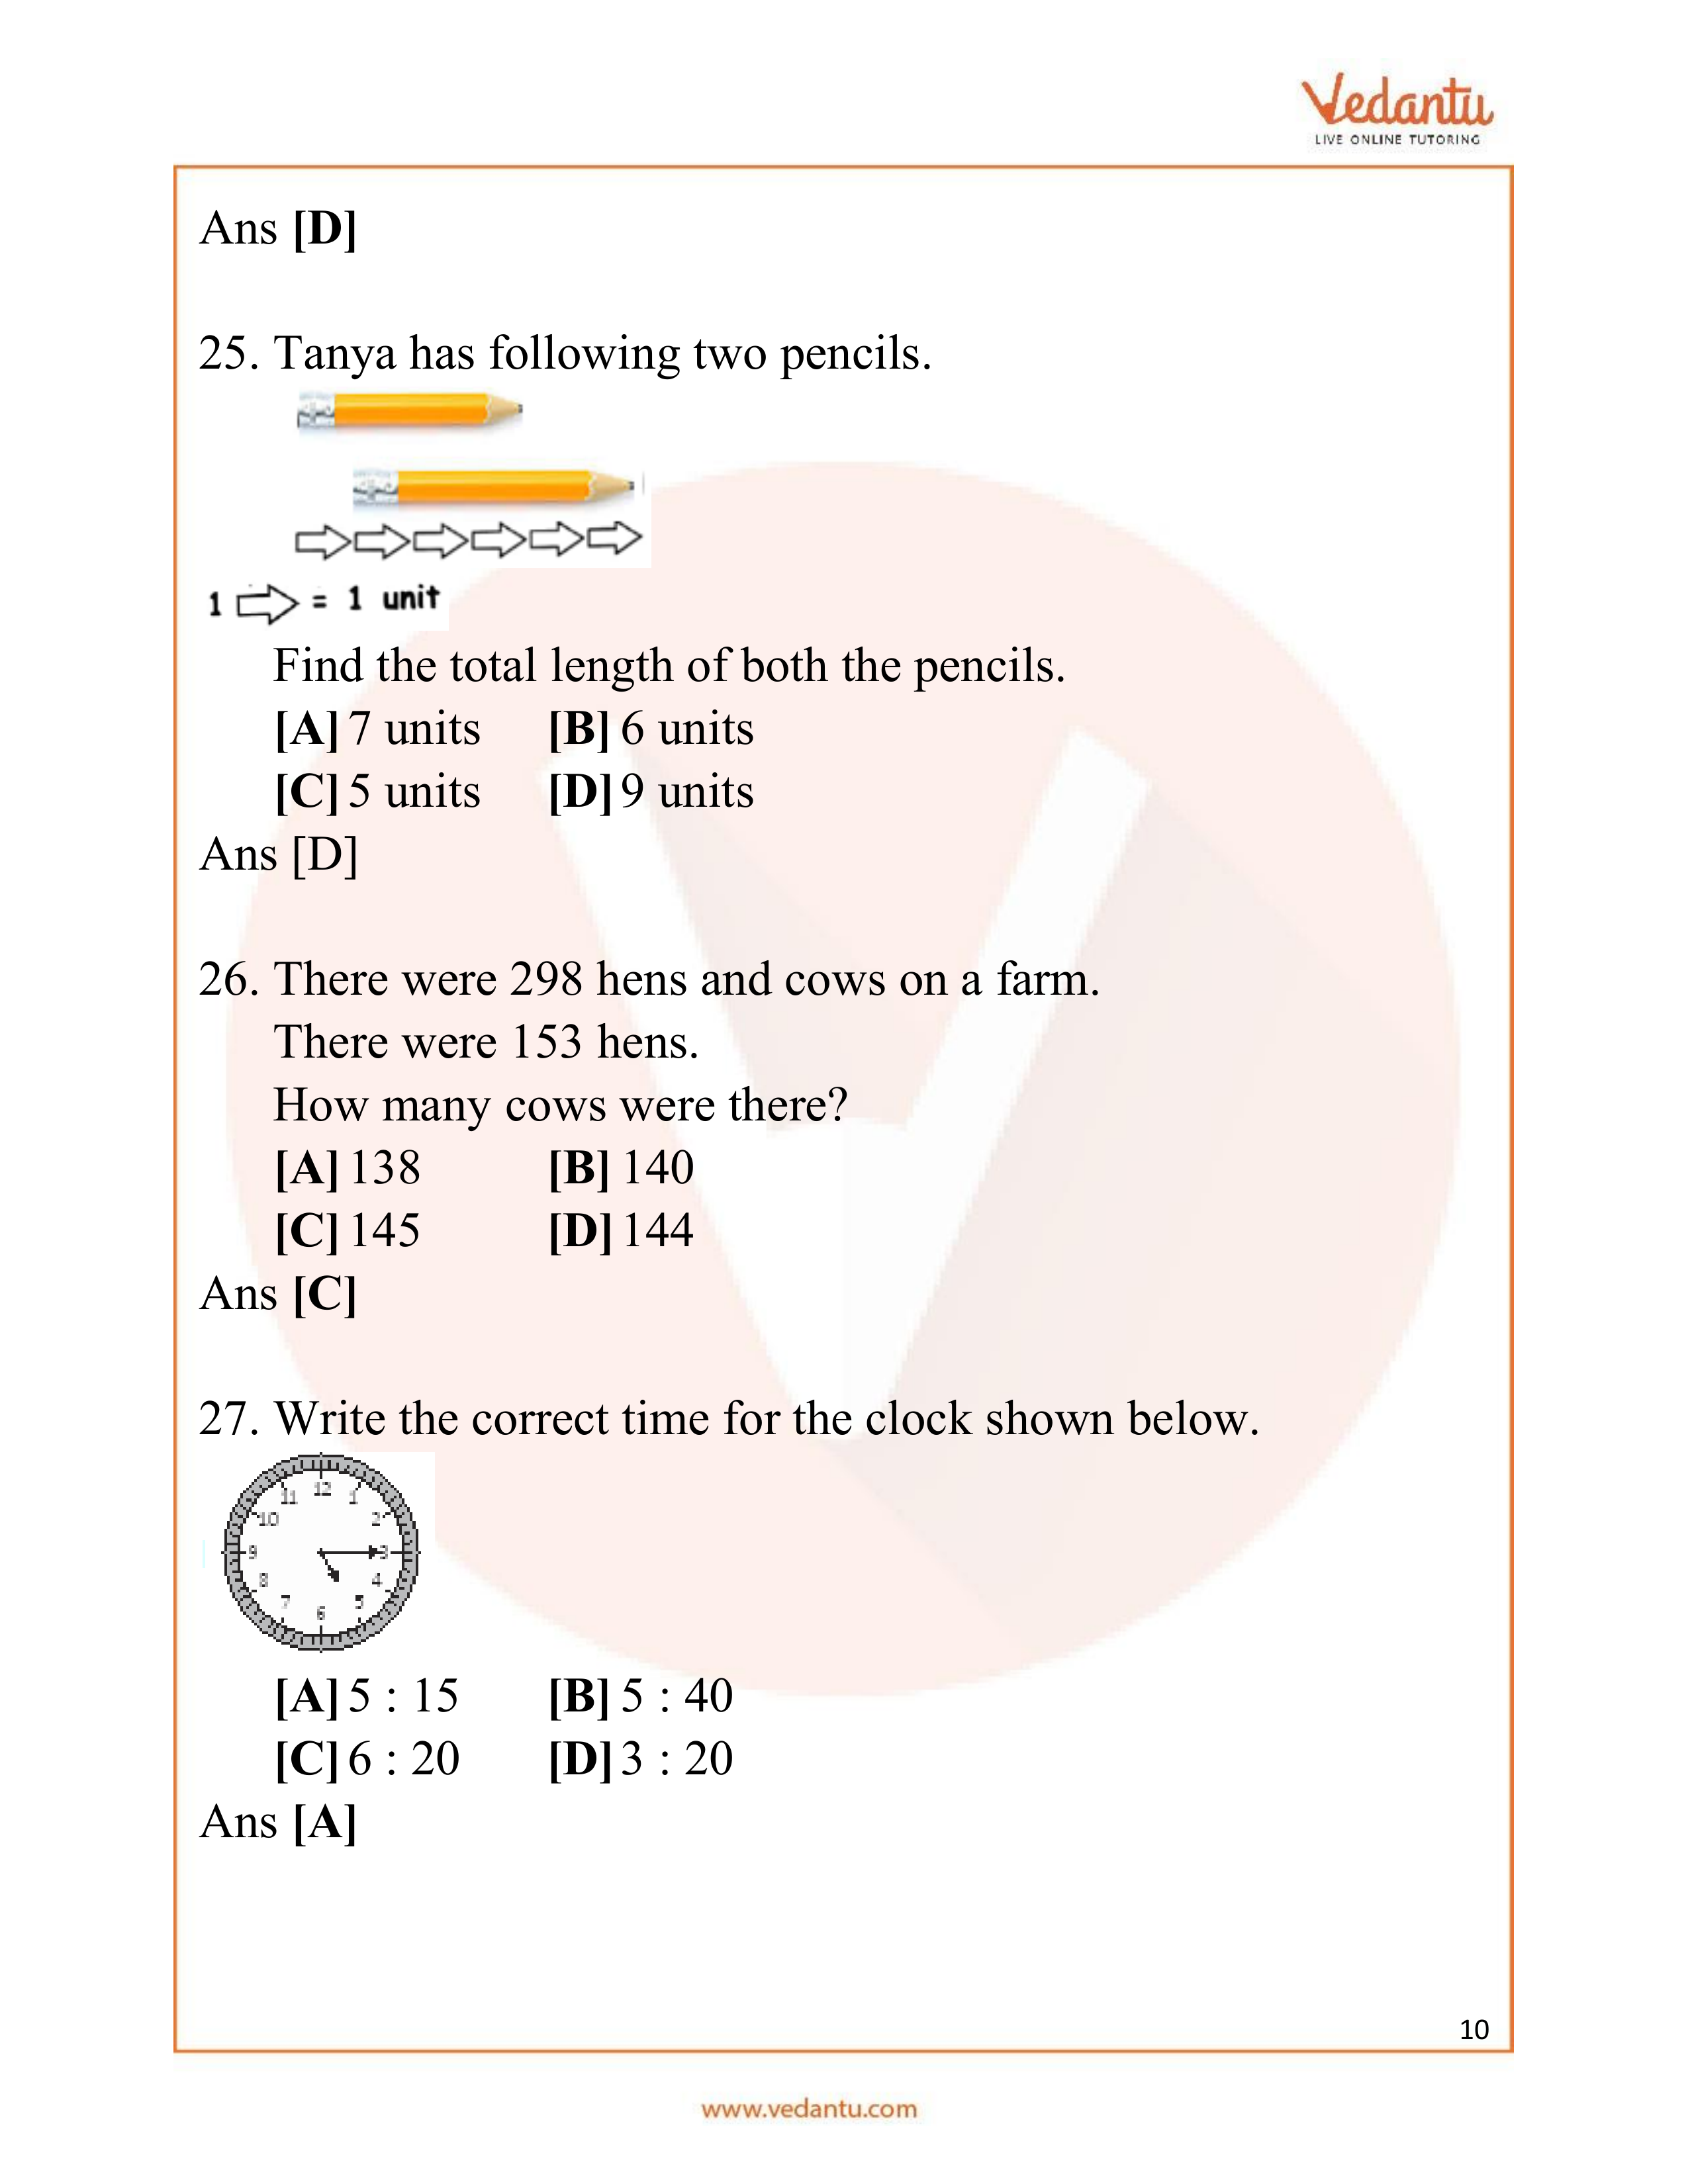 Vedantu
LIVE ONLINE TUTORING
Ans [D]
25. Tanya has following two pencils.
1 = 1 unit
Find the total length of both the pencils.
[A] 7 units [B] 6 units
[C] 5 units [D] 9 units
Ans [D]
26. There were 298 hens and cows on a farm.
There were 153 hens.
How many cows were there?
[A] 138 [B] 140
[C] 145 [D] 144
Ans [C]
27. Write the correct time for the clock shown below.
12
11 1
10 2
9 3
8 4
7 5
6
[A] 5 : 15 [B] 5 : 40
[C] 6 : 20 [D] 3 : 20
Ans [A]
10
www.vedantu.com